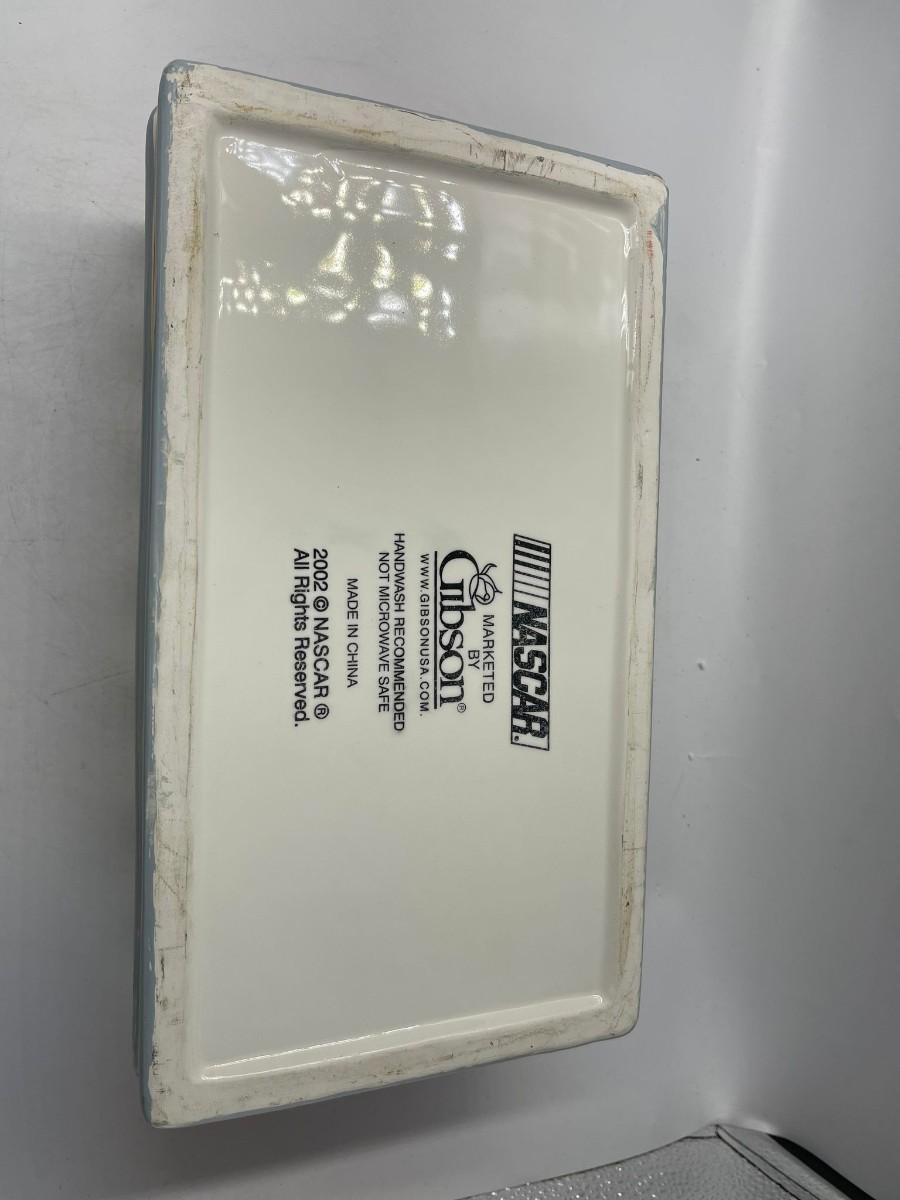 NASCAR.
MARKETED
BY
Gibson®
WWW.GIBSONUSA.COM.
HANDWASH RECOMMENDED
NOT MICROWAVE SAFE
MADE IN CHINA
2002 © NASCAR ®
All Rights Reserved.